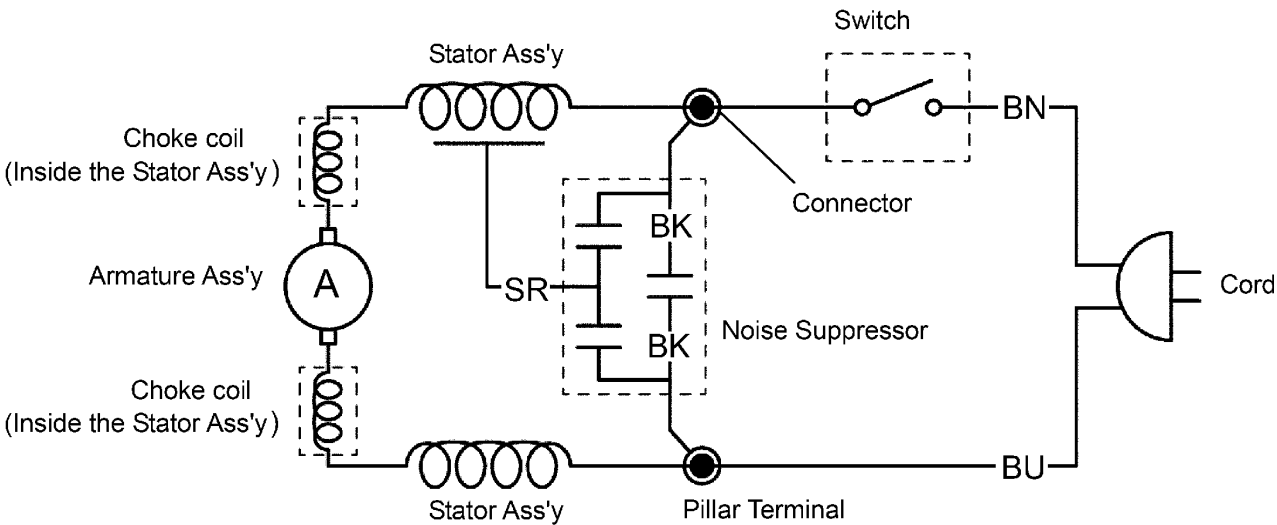 Switch
Stator Ass'y
BN
Choke coil
(Inside the Stator Ass'y)
Connector
BK
Armature Ass'y
A
SR
Cord
Noise Suppressor
BK
Choke coil
(Inside the Stator Ass'y)
BU
Stator Ass'y
Pillar Terminal